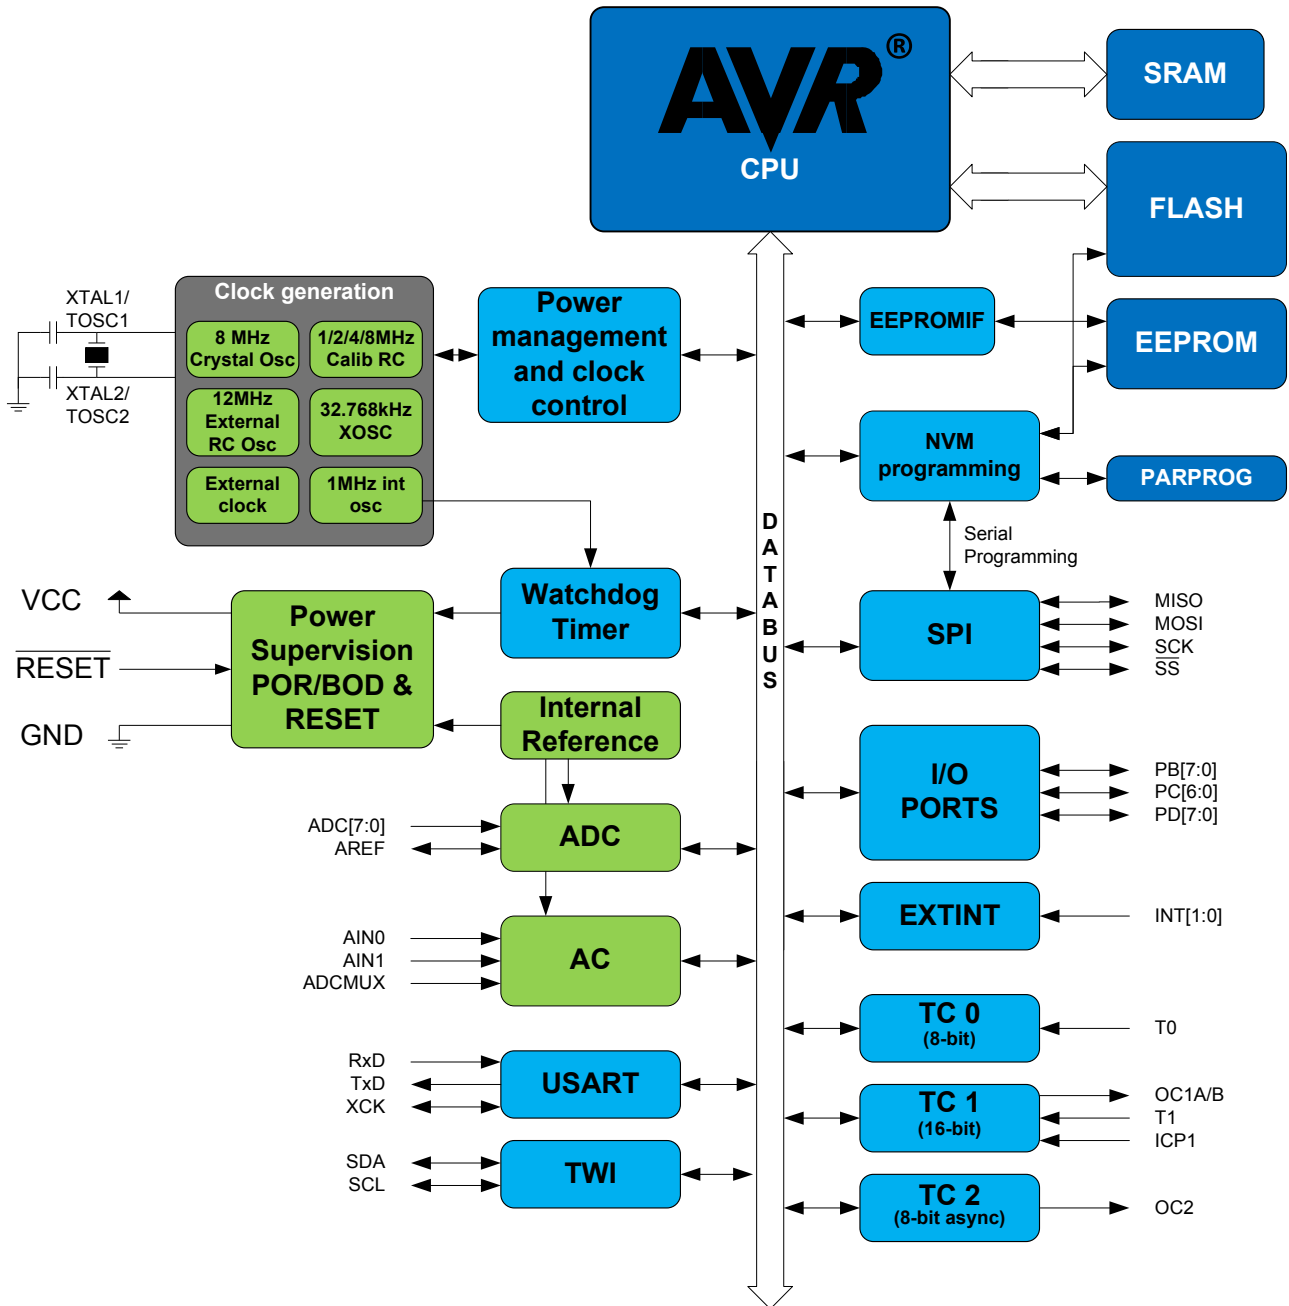 AVR®
CPU
SRAM
FLASH
EEPROM
PARPROG
Clock generation
XTAL1/
TOSC1
XTAL2/
TOSC2
8 MHz
Crystal Osc
1/2/4/8MHz
Calib RC
12MHz
External
RC Osc
32.768kHz
XOSC
External
clock
1MHz int
osc
Power
management
and clock
control
EEPROMIF
NVM
programming
Serial
Programming
DATABUS
VCC
RESET
GND
Power
Supervision
POR/BOD &
RESET
Watchdog
Timer
Internal
Reference
SPI
MISO
MOSI
SCK
SS
I/O
PORTS
PB[7:0]
PC[6:0]
PD[7:0]
ADC[7:0]
AREF
ADC
EXTINT
INT[1:0]
AIN0
AIN1
ADCMUX
AC
TC 0
(8-bit)
T0
RxD
TxD
XCK
USART
TC 1
(16-bit)
OC1A/B
T1
ICP1
SDA
SCL
TWI
TC 2
(8-bit async)
OC2